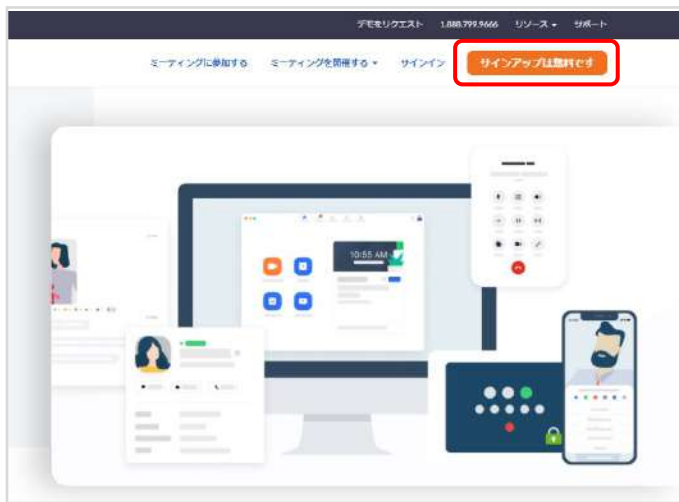 デモをリクエスト 1.888.799.9666 リソース サポート
ミーティングに参加する ミーティングを開催する サインイン サインアップは無料です
10:55 AM